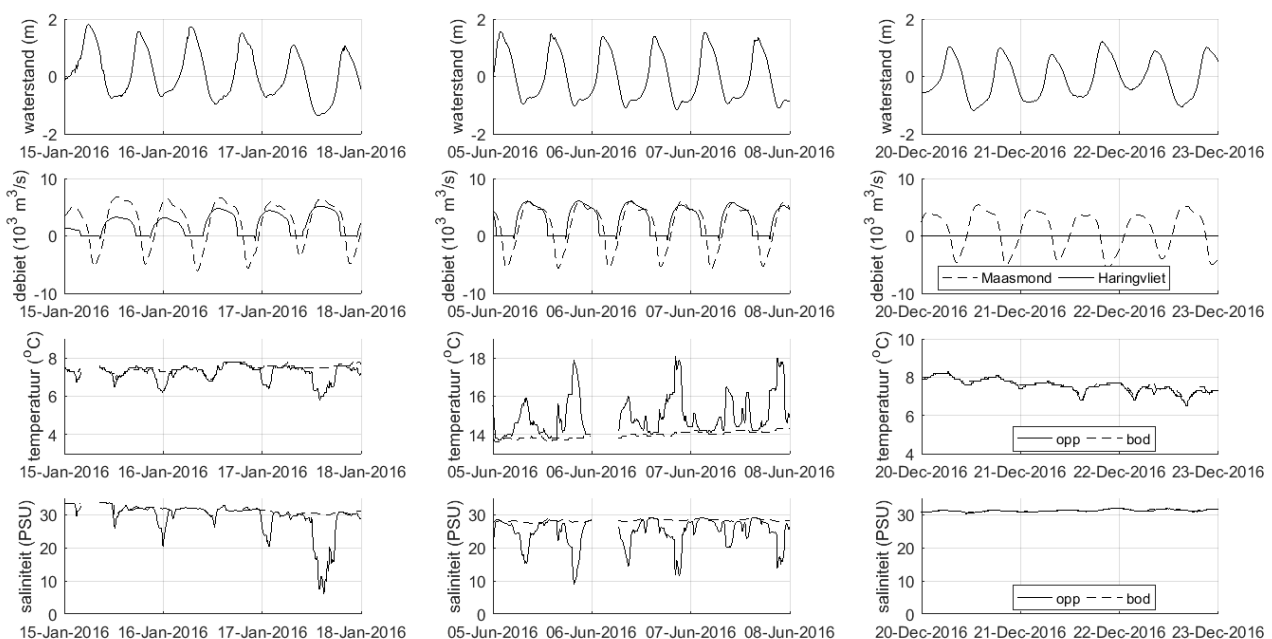 waterstand (m)
2
0
-2
15-Jan-2016 16-Jan-2016 17-Jan-2016 18-Jan-2016
waterstand (m)
2
0
-2
05-Jun-2016 06-Jun-2016 07-Jun-2016 08-Jun-2016
waterstand (m)
2
0
-2
20-Dec-2016 21-Dec-2016 22-Dec-2016 23-Dec-2016
debiet (10³ m³/s)
10
0
-10
15-Jan-2016 16-Jan-2016 17-Jan-2016 18-Jan-2016
debiet (10³ m³/s)
10
0
-10
05-Jun-2016 06-Jun-2016 07-Jun-2016 08-Jun-2016
debiet (10³ m³/s)
10
0
-10
Maasmond Haringvliet
20-Dec-2016 21-Dec-2016 22-Dec-2016 23-Dec-2016
temperatuur (°C)
8
6
4
15-Jan-2016 16-Jan-2016 17-Jan-2016 18-Jan-2016
temperatuur (°C)
18
16
14
05-Jun-2016 06-Jun-2016 07-Jun-2016 08-Jun-2016
temperatuur (°C)
10
8
6
4
opp bod
20-Dec-2016 21-Dec-2016 22-Dec-2016 23-Dec-2016
saliniteit (PSU)
30
20
10
0
15-Jan-2016 16-Jan-2016 17-Jan-2016 18-Jan-2016
saliniteit (PSU)
30
20
10
0
05-Jun-2016 06-Jun-2016 07-Jun-2016 08-Jun-2016
saliniteit (PSU)
30
20
10
0
opp bod
20-Dec-2016 21-Dec-2016 22-Dec-2016 23-Dec-2016